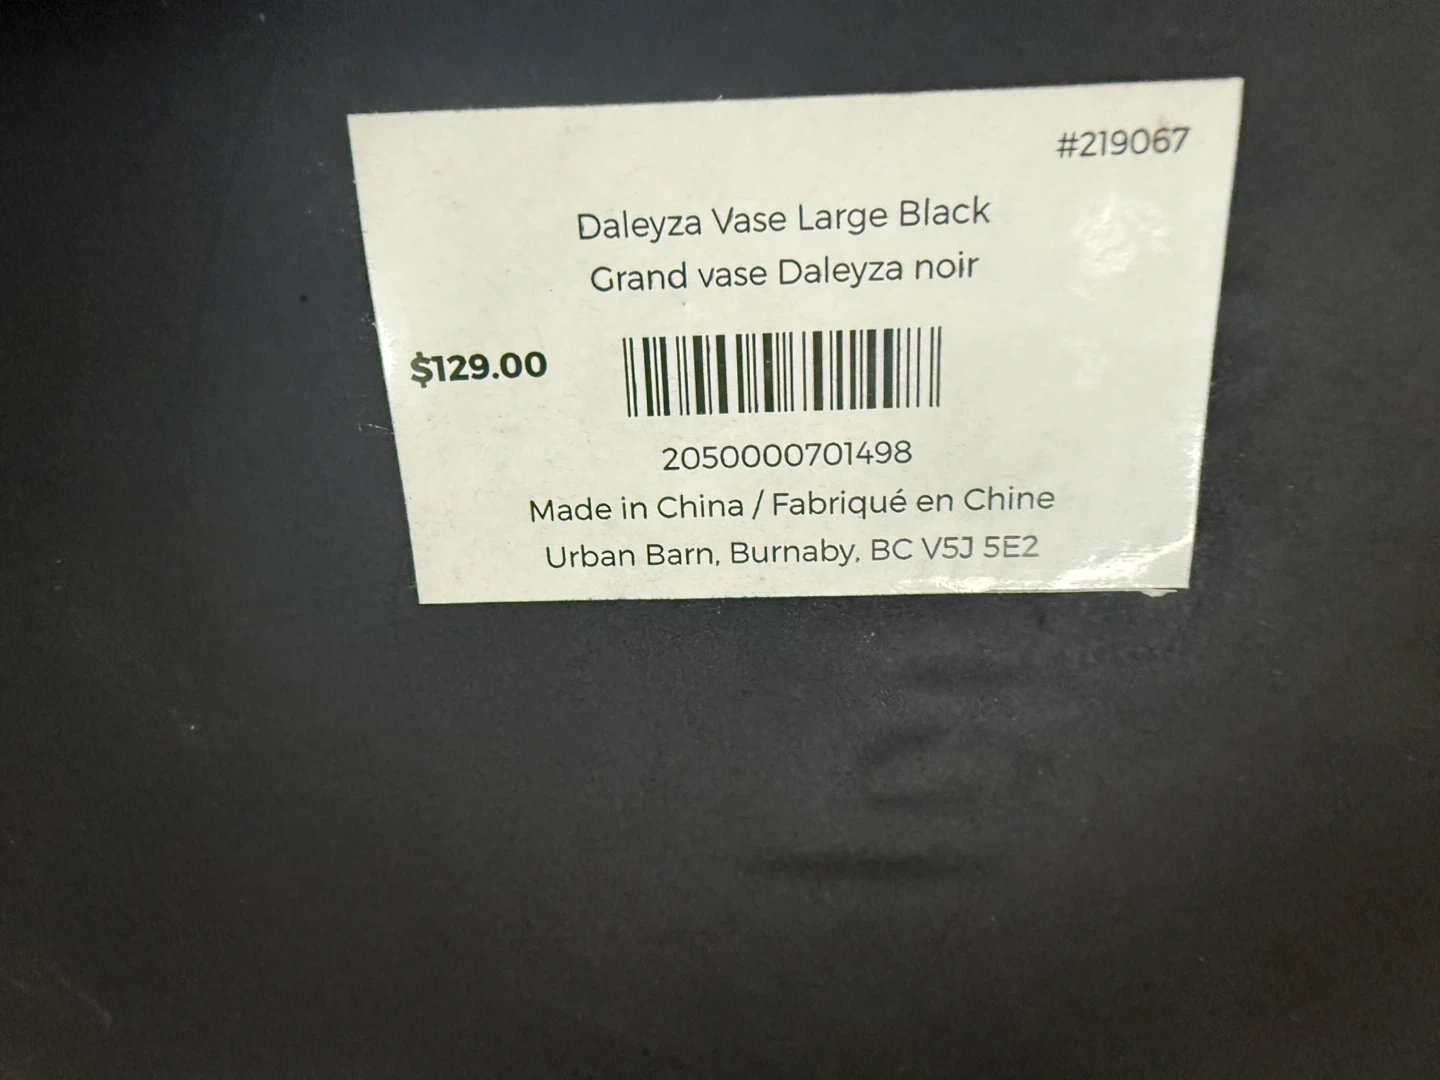 #219067
Daleyza Vase Large Black
Grand vase Daleyza noir
$129.00
2050000701498
Made in China / Fabriqué en Chine
Urban Barn, Burnaby, BC V5J 5E2